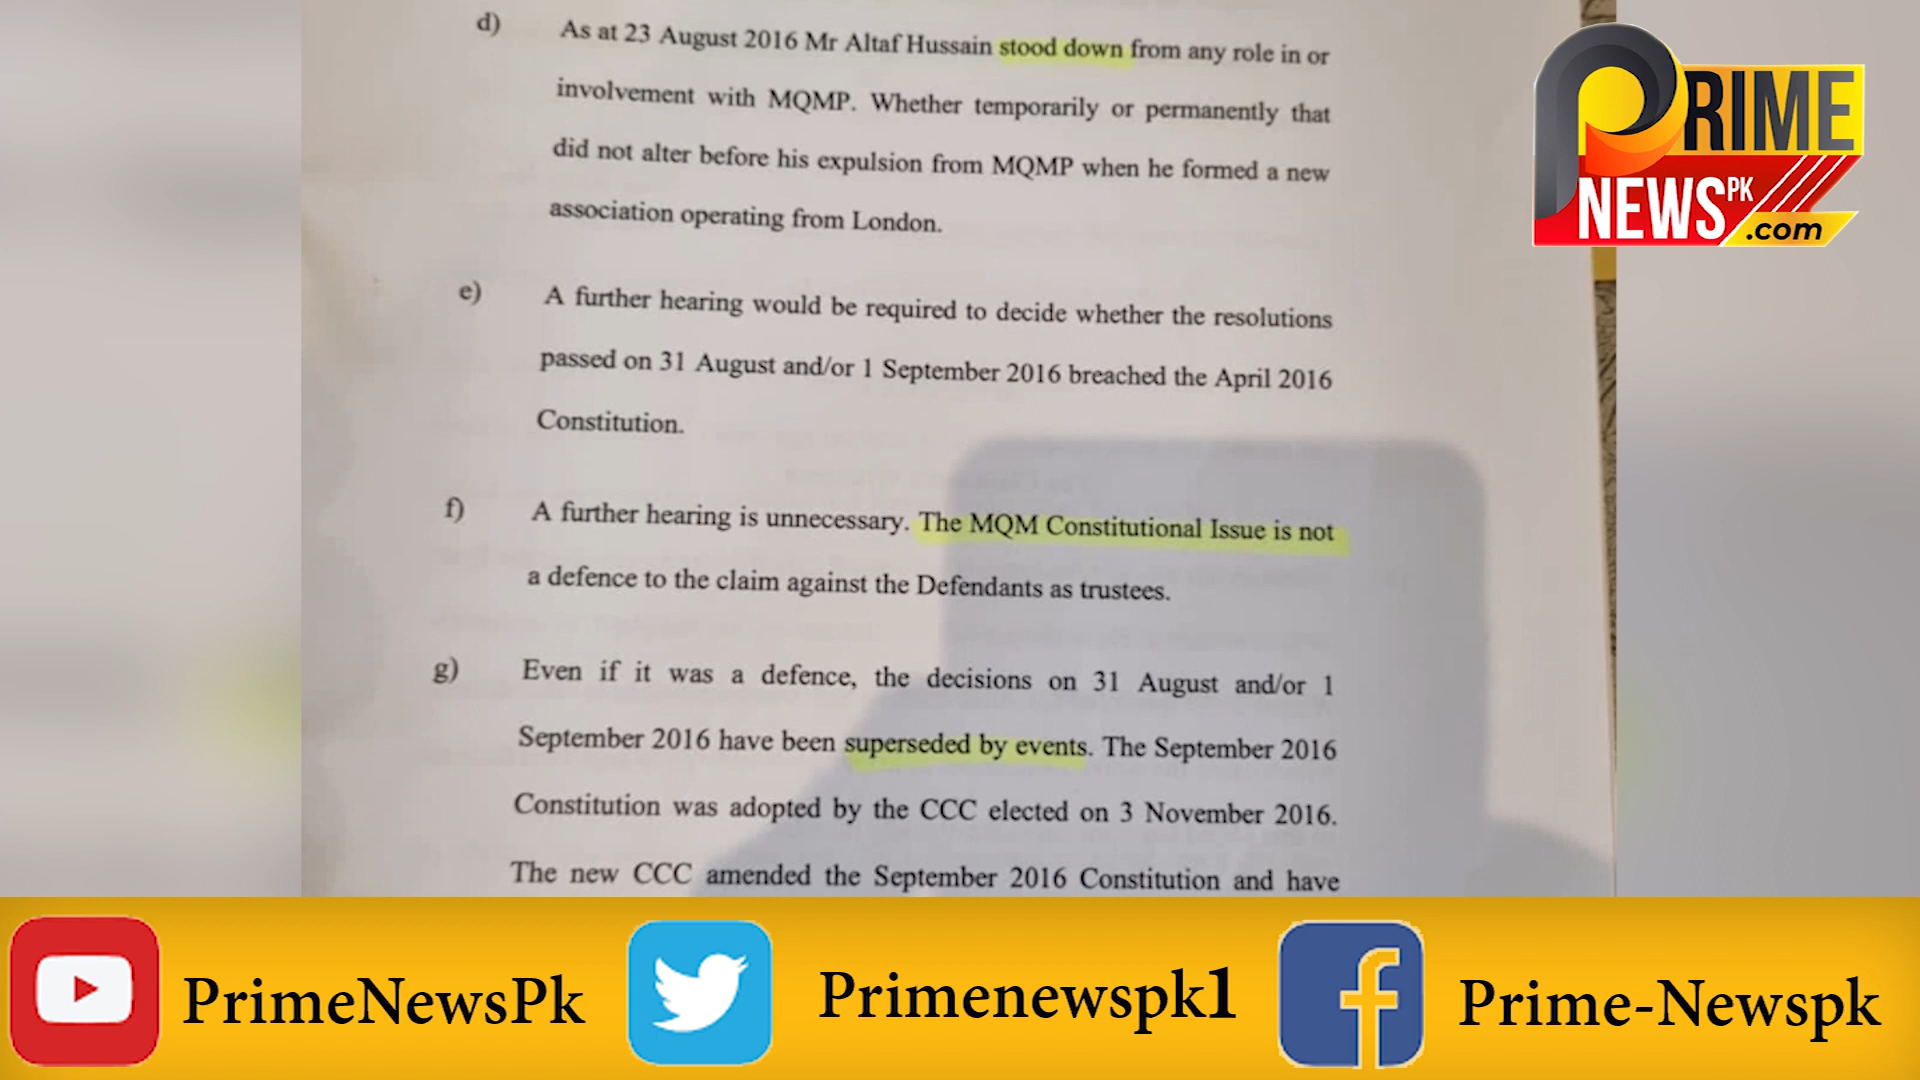 d) As at 23 August 2016 Mr Altaf Hussain stood down from any role in or
involvement with MQMP. Whether temporarily or permanently that
did not alter before his expulsion from MQMP when he formed a new
association operating from London.
e) A further hearing would be required to decide whether the resolutions
passed on 31 August and/or 1 September 2016 breached the April 2016
Constitution.
f) A further hearing is unnecessary. The MQM Constitutional Issue is not
a defence to the claim against the Defendants as trustees.
g) Even if it was a defence, the decisions on 31 August and/or 1
September 2016 have been superseded by events. The September 2016
Constitution was adopted by the CCC elected on 3 November 2016.
The new CCC amended the September 2016 Constitution and have
PRIME
NEWS PK
.com
PrimeNewsPk
Primenewspk1
Prime-Newspk